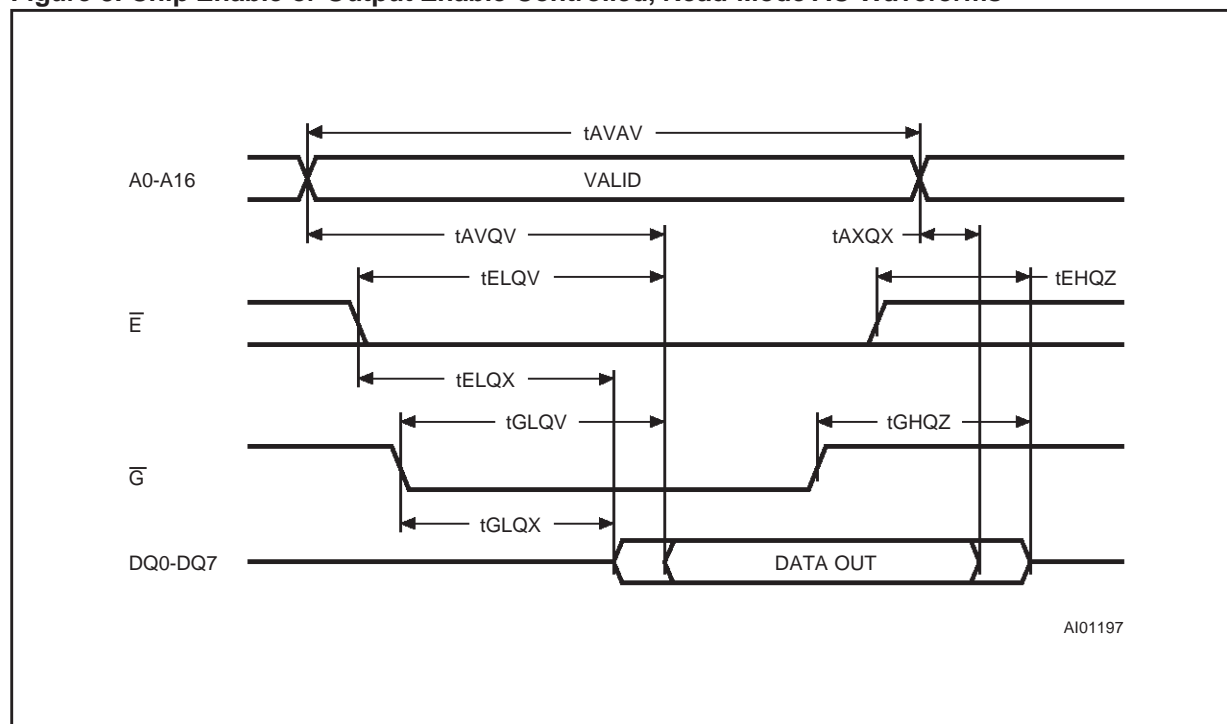 Figure Chip Enable or Output Enable Controlled, Read Mode AC Waveforms
tAVAV
A0-A16
VALID
tAVQV
tAXQX
tELQV
tEHQZ
E̅
tELQX
tGLQV
tGHQZ
G̅
tGLQX
DQ0-DQ7
DATA OUT
AI01197